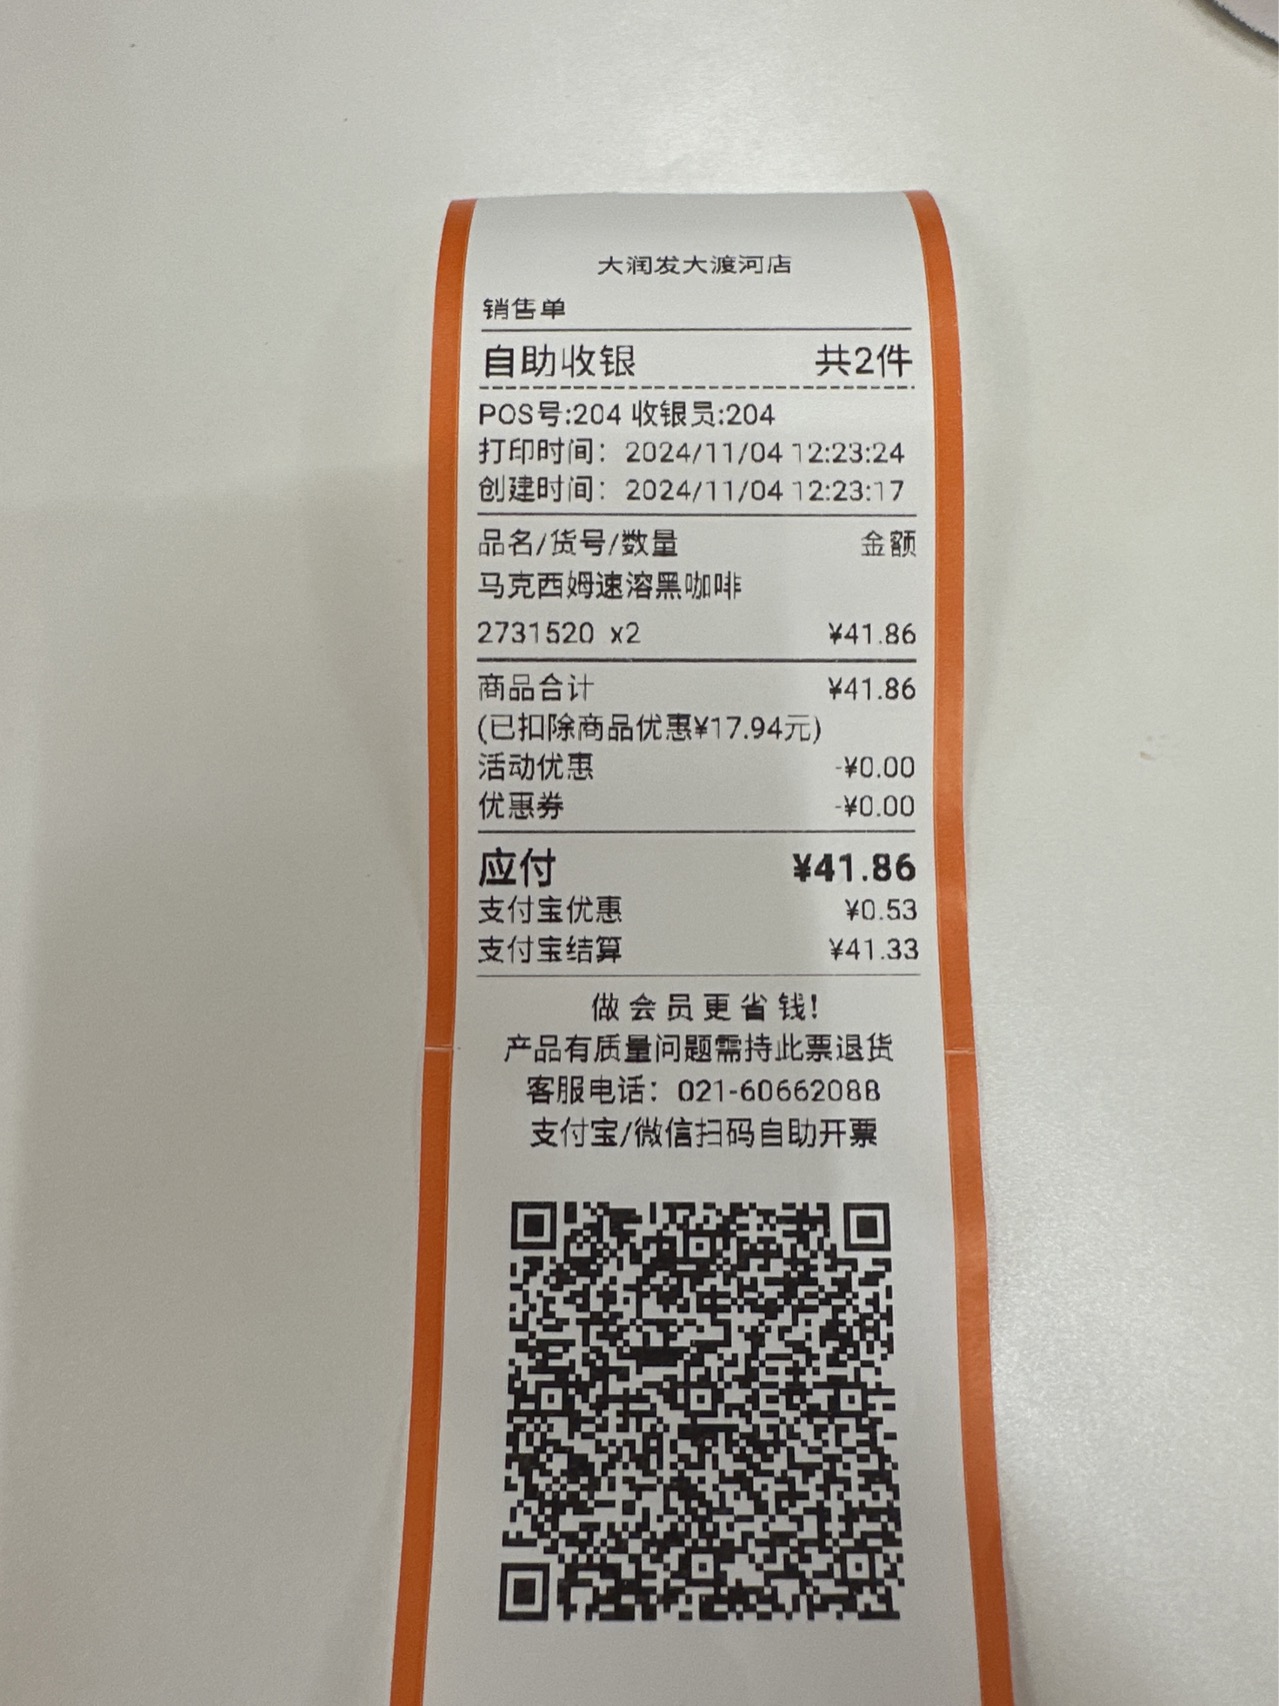 大润发大渡河店
销售单
自助收银 共2件
POS号:204 收银员:204
打印时间：2024/11/04 12:23:24
创建时间：2024/11/04 12:23:17
品名/货号/数量 金额
马克西姆速溶黑咖啡
2731520 x2 ¥41.86
商品合计 ¥41.86
(已扣除商品优惠¥17.94元)
活动优惠 -¥0.00
优惠券 -¥0.00
应付 ¥41.86
支付宝优惠 ¥0.53
支付宝结算 ¥41.33
做会员更省钱!
产品有质量问题需持此票退货
客服电话：021-60662088
支付宝/微信扫码自助开票